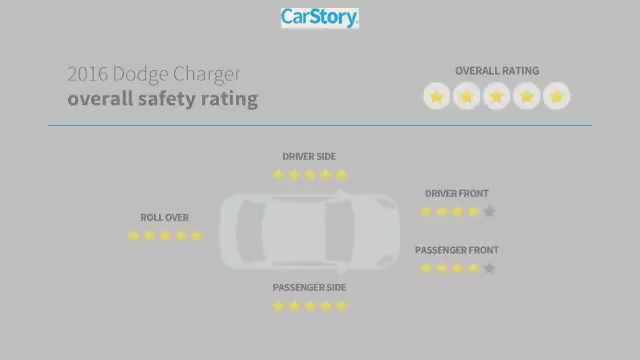 CarStory.
2016 Dodge Charger
overall safety rating
OVERALL RATING
DRIVER SIDE
DRIVER FRONT
ROLL OVER
PASSENGER FRONT
PASSENGER SIDE